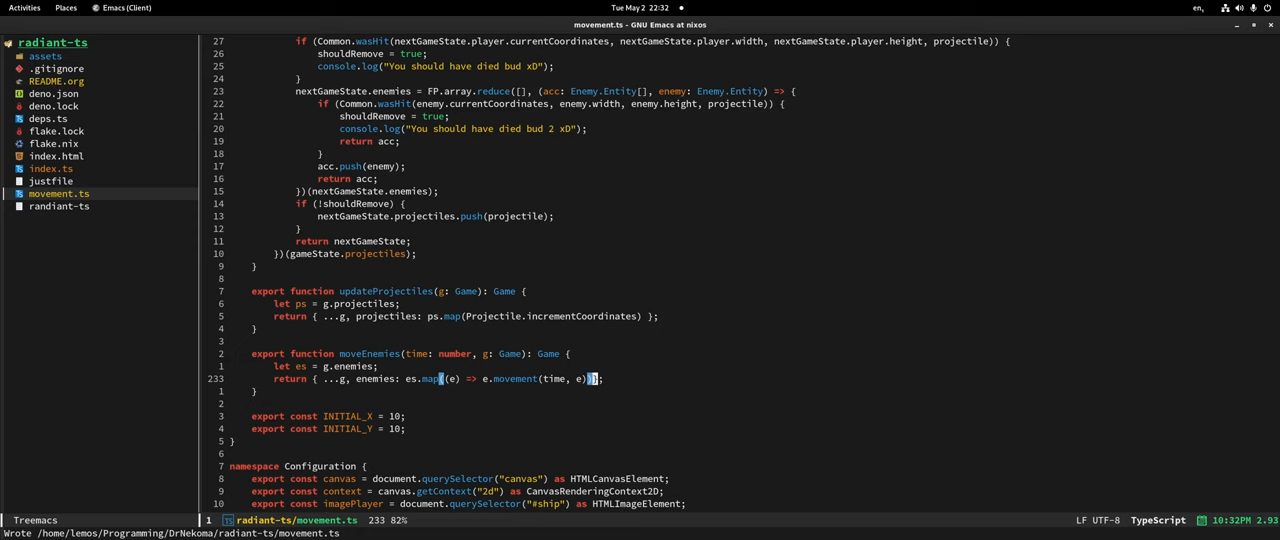 Activities Places Emacs (Client) Tue May 2 22:32 en,
movement.ts - GNU Emacs at nixos
radiant-ts
assets
.gitignore
README.org
deno.json
deno.lock
deps.ts
flake.lock
flake.nix
index.html
index.ts
justfile
movement.ts
randiant-ts
27 if (Common.wasHit(nextGameState.player.currentCoordinates, nextGameState.player.width, nextGameState.player.height, projectile)) {
26 shouldRemove = true;
25 console.log("You should have died bud xD");
24 }
23 nextGameState.enemies = FP.array.reduce([], (acc: Enemy.Entity[], enemy: Enemy.Entity) => {
22 if (Common.wasHit(enemy.currentCoordinates, enemy.width, enemy.height, projectile)) {
21 shouldRemove = true;
20 console.log("You should have died bud 2 xD");
19 return acc;
18 }
17 acc.push(enemy);
16 return acc;
15 })(nextGameState.enemies);
14 if (!shouldRemove) {
13 nextGameState.projectiles.push(projectile);
12 }
11 return nextGameState;
10 })(gameState.projectiles);
9 }
8
7 export function updateProjectiles(g: Game): Game {
6 let ps = g.projectiles;
5 return { ...g, projectiles: ps.map(Projectile.incrementCoordinates) };
4 }
3
2 export function moveEnemies(time: number, g: Game): Game {
1 let es = g.enemies;
233 return { ...g, enemies: es.map((e) => e.movement(time, e))};
1 }
2
3 export const INITIAL_X = 10;
4 export const INITIAL_Y = 10;
5 }
6
7 namespace Configuration {
8 export const canvas = document.querySelector("canvas") as HTMLCanvasElement;
9 export const context = canvas.getContext("2d") as CanvasRenderingContext2D;
10 export const imagePlayer = document.querySelector("#ship") as HTMLImageElement;
Treemacs 1 radiant-ts/movement.ts 233 82% LF UTF-8 TypeScript 10:32PM 2.93
Wrote /home/lemos/Programming/DrNekoma/radiant-ts/movement.ts